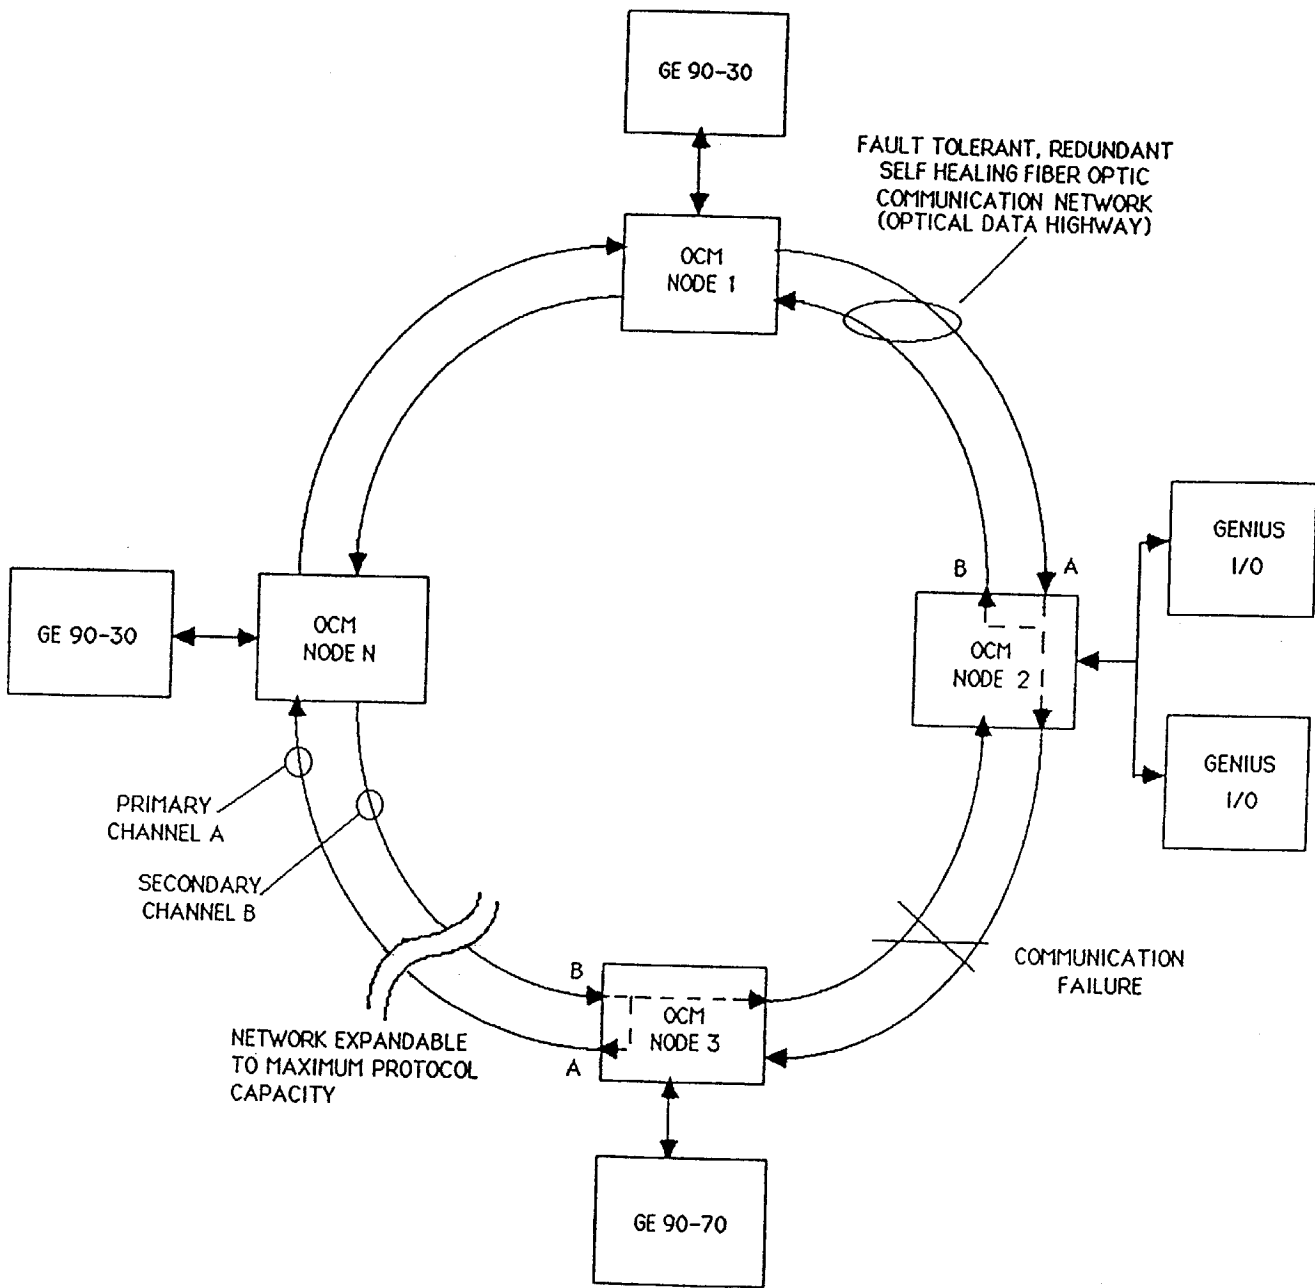 GE 90-30
FAULT TOLERANT, REDUNDANT
SELF HEALING FIBER OPTIC
COMMUNICATION NETWORK
(OPTICAL DATA HIGHWAY)
OCM
NODE 1
GENIUS
I/O
B
A
OCM
NODE 2
GENIUS
I/O
GE 90-30
OCM
NODE N
PRIMARY
CHANNEL A
SECONDARY
CHANNEL B
COMMUNICATION
FAILURE
B
A
OCM
NODE 3
NETWORK EXPANDABLE
TO MAXIMUM PROTOCOL
CAPACITY
GE 90-70